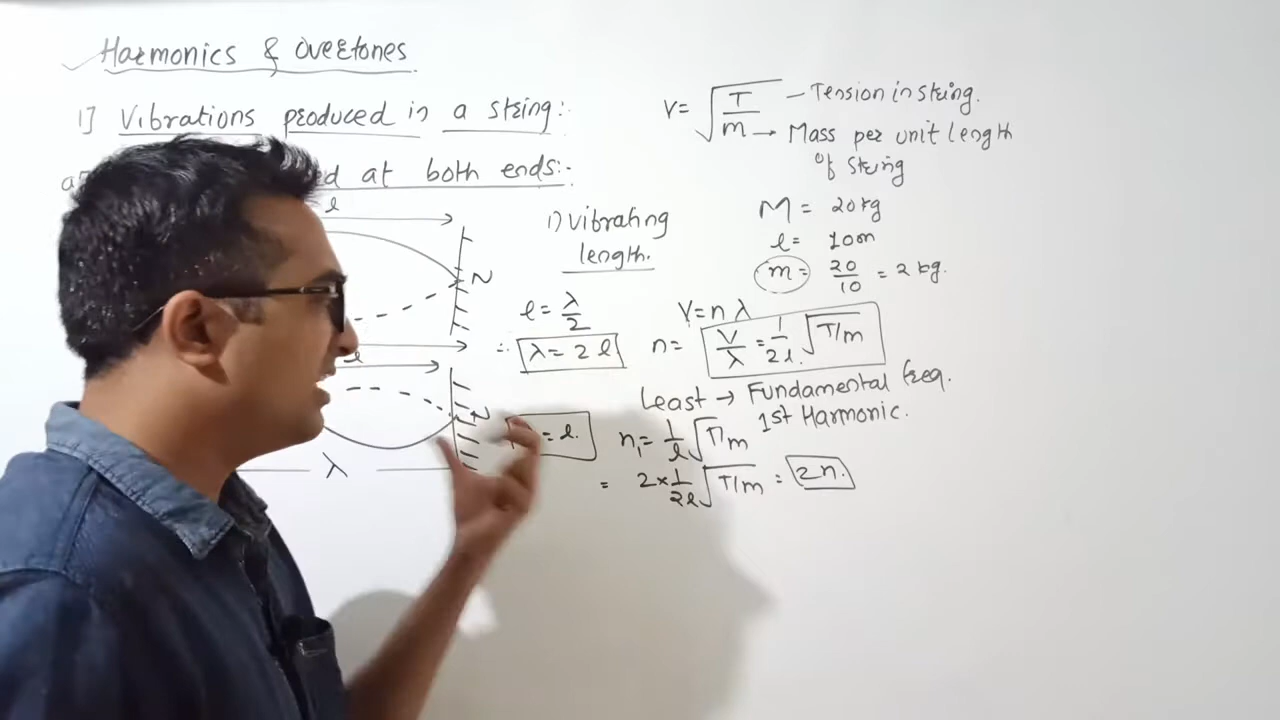 Harmonics & Overtones
1] Vibrations produced in a string:-
at both ends:-
l
N
1) Vibrating
length.
l = λ/2
∴ λ = 2l
l
N
= l.
λ
V = √(T/m) – Tension in string.
→ Mass per unit length
of string
M = 20 kg
l = 10m
m = 20/10 = 2 kg.
V = n λ
n = V/λ = 1/2l. √T/m
Least → Fundamental freq.
1st Harmonic.
n₁ = 1/l √T/m
= 2 × 1/2l √T/m = 2n.